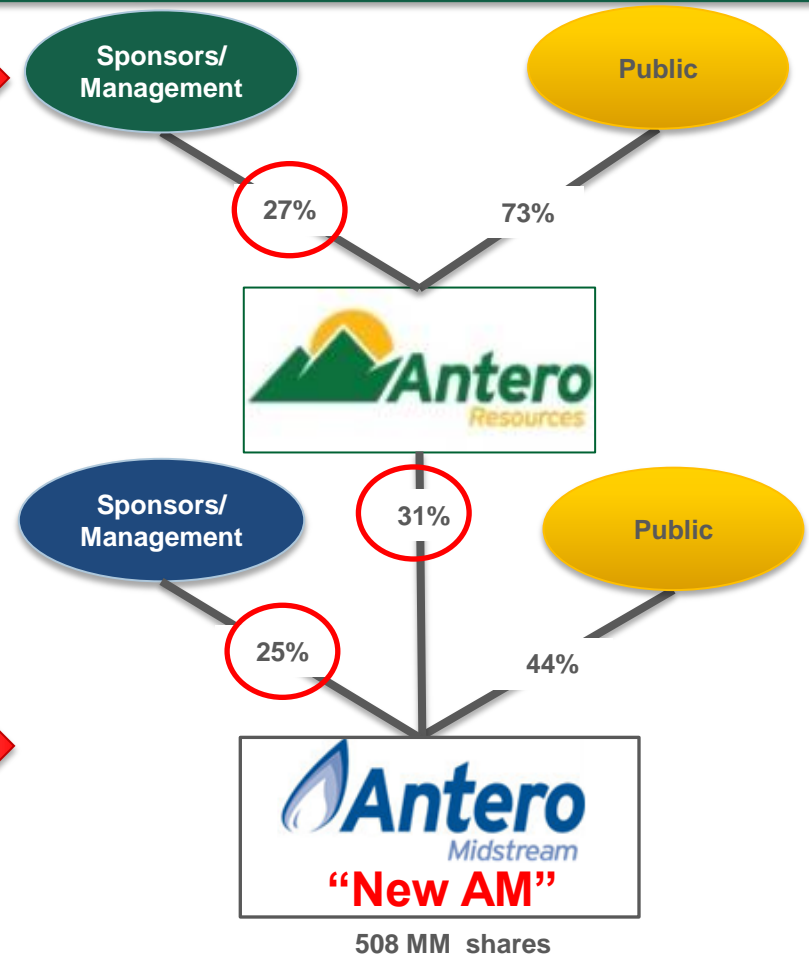 Sponsors/
Management
Public
27%
73%
Antero
Resources
Sponsors/
Management
31%
Public
25%
44%
Antero
Midstream
“New AM”
508 MM shares